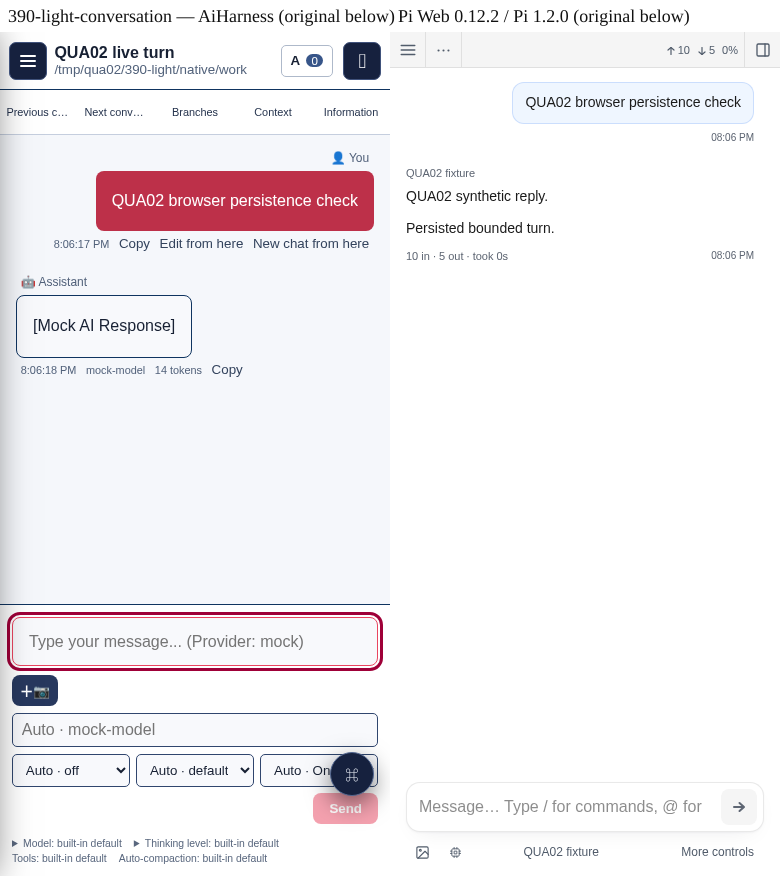 390-light-conversation — AiHarness (original below) Pi Web 0.12.2 / Pi 1.2.0 (original below)
QUA02 live turn
/tmp/qua02/390-light/native/work
A 0
Previous c… Next conv… Branches Context Information
You
QUA02 browser persistence check
8:06:17 PM Copy Edit from here New chat from here
Assistant
[Mock AI Response]
8:06:18 PM mock-model 14 tokens Copy
Type your message... (Provider: mock)
Auto · mock-model
Auto · off Auto · default Auto · On
Send
Model: built-in default Thinking level: built-in default
Tools: built-in default Auto-compaction: built-in default
10 5 0%
QUA02 browser persistence check
08:06 PM
QUA02 fixture
QUA02 synthetic reply.
Persisted bounded turn.
10 in · 5 out · took 0s 08:06 PM
Message… Type / for commands, @ for
QUA02 fixture More controls